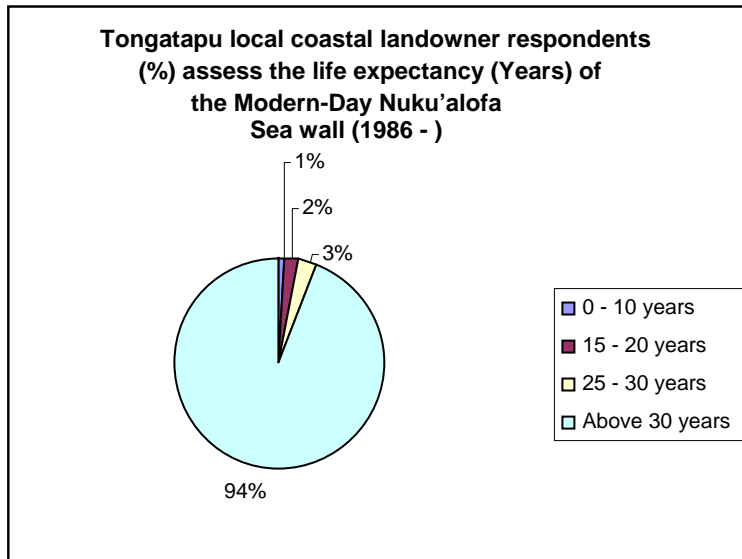 Tongatapu local coastal landowner respondents
(%) assess the life expectancy (Years) of
the Modern-Day Nuku’alofa
Sea wall (1986 - )
1%
2%
3%
94%
0 - 10 years
15 - 20 years
25 - 30 years
Above 30 years